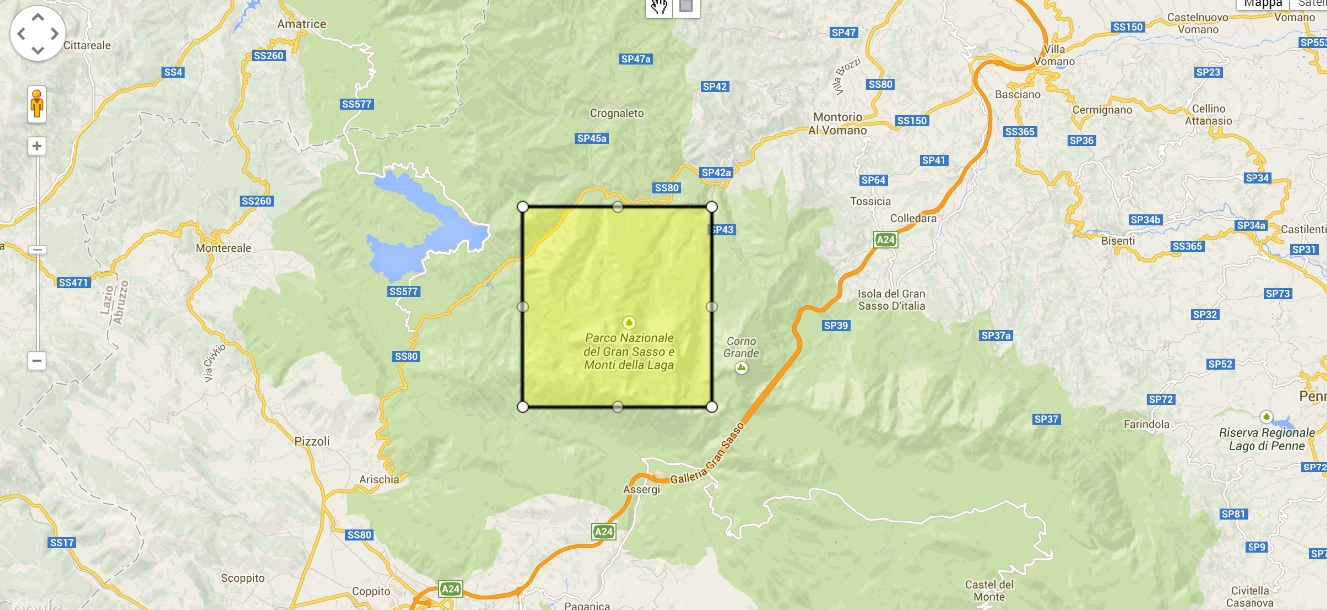 Mappa
Satell
Amatrice
Cittareale
SS260
SS4
SS577
SP47a
SP47
SP42
Via Brozi
SS80
Crognaleto
SP45a
Montorio
Al Vomano
SS150
SP41
SP42a
SS80
SP64
Tossicia
Colledara
A24
Castelnuovo
Vomano
SS150
Vomano
SP553
Villa
Vomano
SP23
Basciano
Cermignano
Cellino
Attanasio
SS365
SP36
SP34
SP34b
SP34a
Castilenti
Bisenti
SS365
SP31
SS260
Montereale
SS471
Lazio
Abruzzo
SS577
SS80
SP43
Parco Nazionale
del Gran Sasso e
Monti della Laga
Corno
Grande
Isola del Gran
Sasso D'italia
SP39
SP37a
SP73
SP32
SP52
SP72
Penn
SP37
Farindola
Riserva Regionale
Lago di Penne
SP72
SP81
SP9
SP7
Pizzoli
Arischia
SS80
SS17
Scoppito
Coppito
A24
Assergi
Galleria Gran Sasso
A24
Paganica
Castel del
Monte
Civitella
Casanova